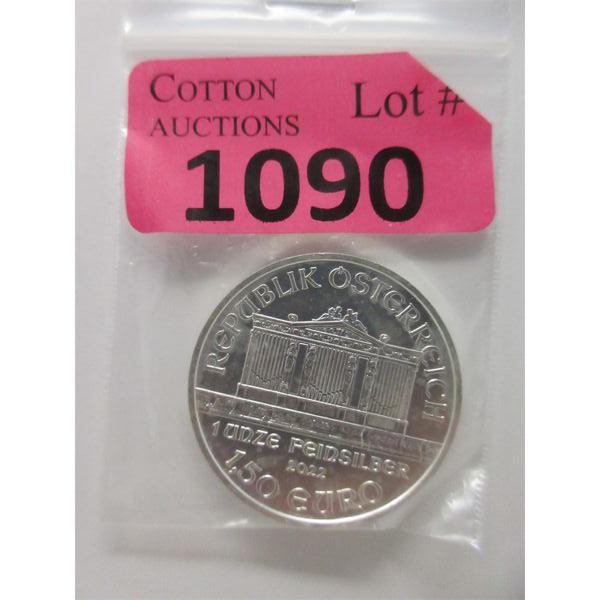 COTTON
AUCTIONS
Lot #
1090
REPUBLIK ÖSTERREICH
1 UNZE FEINSILBER
2022
1,50 EURO